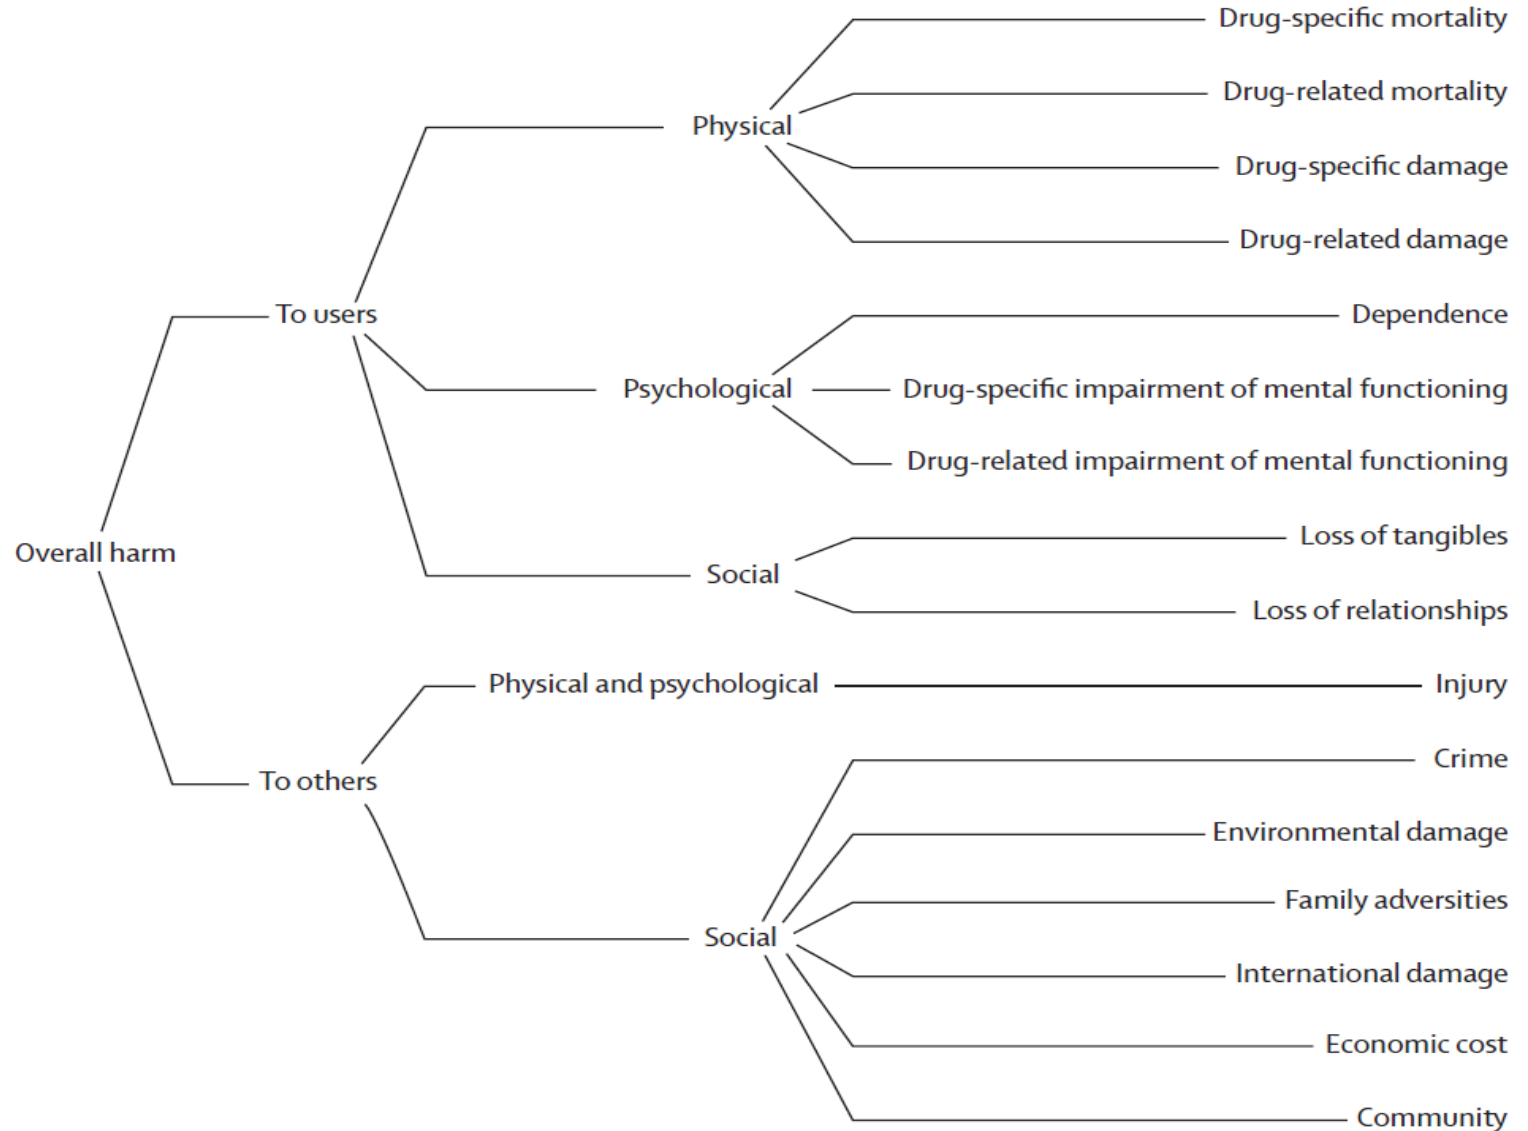 Drug-specific mortality
Drug-related mortality
Physical
Drug-specific damage
Drug-related damage
To users
Dependence
Psychological
Drug-specific impairment of mental functioning
Drug-related impairment of mental functioning
Loss of tangibles
Overall harm
Social
Loss of relationships
Physical and psychological
Injury
Crime
To others
Environmental damage
Family adversities
Social
International damage
Economic cost
Community